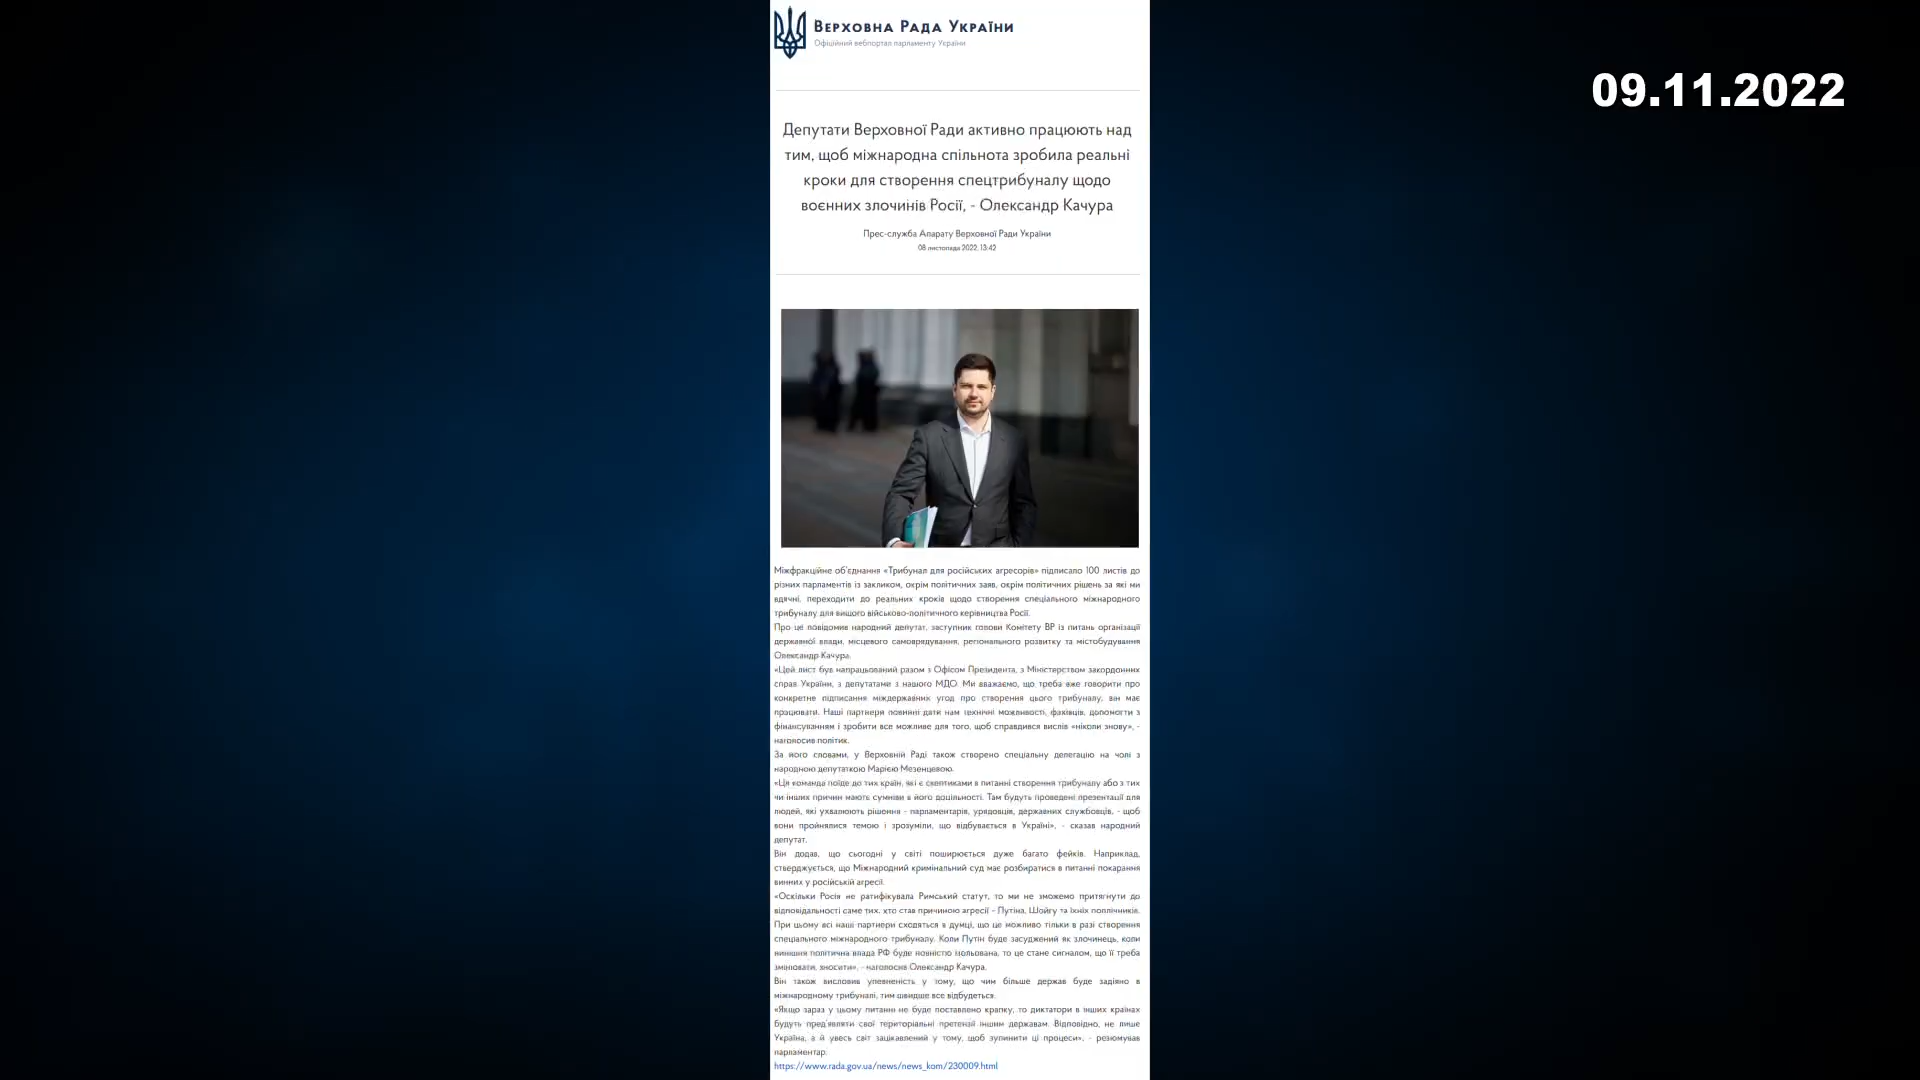 Верховна Рада України
Офіційний вебпортал парламенту України
09.11.2022
Депутати Верховної Ради активно працюють над
тим, щоб міжнародна спільнота зробила реальні
кроки для створення спецтрибуналу щодо
воєнних злочинів Росії, - Олександр Качура
Прес-служба Апарату Верховної Ради України
08 листопада 2022, 13:42
Міжфракційне об'єднання «Трибунал для російських агресорів» підписало 100 листів до
різних парламентів із закликом, окрім політичних заяв, окрім політичних рішень за які ми
вдячні, переходити до реальних кроків щодо створення спеціального міжнародного
трибуналу для вищого військово-політичного керівництва Росії.
Про це повідомив народний депутат, заступник голови Комітету ВР із питань організації
державної влади, місцевого самоврядування, регіонального розвитку та містобудування
Олександр Качура.
«Цей лист був напрацьований разом з Офісом Президента, з Міністерством закордонних
справ України, з депутатами з нашого МДО. Ми вважаємо, що треба вже говорити про
конкретне підписання міждержавних угод про створення цього трибуналу, він має
працювати. Наші партнери повинні дати нам технічні можливості, фахівців, допомогти з
фінансуванням і зробити все можливе для того, щоб справдився вислів «ніколи знову», -
наголосив політик.
За його словами, у Верховній Раді також створено спеціальну делегацію на чолі з
народною депутаткою Марією Мезенцевою.
«Ця команда поїде до тих країн, які є скептиками в питанні створення трибуналу або з тих
чи інших причин мають сумніви в його доцільності. Там будуть проведені презентації для
людей, які ухвалюють рішення - парламентарів, урядовців, державних службовців, - щоб
вони пройнялися темою і зрозуміли, що відбувається в Україні», - сказав народний
депутат.
Він додав, що сьогодні у світі поширюється дуже багато фейків. Наприклад,
стверджується, що Міжнародний кримінальний суд має розбиратися в питанні покарання
винних у російській агресії.
«Оскільки Росія не ратифікувала Римський статут, то ми не зможемо притягнути до
відповідальності саме тих, хто став причиною агресії - Путіна, Шойгу та їхніх поплічників.
При цьому всі наші партнери сходяться в думці, що це можливо тільки в разі створення
спеціального міжнародного трибуналу. Коли Путін буде засуджений як злочинець, коли
нинішня політична влада РФ буде повністю ізольована, то це стане сигналом, що її треба
змінювати, зносити», - наголосив Олександр Качура.
Він також висловив упевненість у тому, що чим більше держав буде задіяно в
міжнародному трибуналі, тим швидше все відбудеться.
«Якщо зараз у цьому питанні не буде поставлено крапку, то диктатори в інших країнах
будуть пред'являти свої територіальні претензії іншим державам. Відповідно, не лише
Україна, а й увесь світ зацікавлений у тому, щоб зупинити ці процеси», - резюмував
парламентар.
https://www.rada.gov.ua/news/news_kom/230009.html